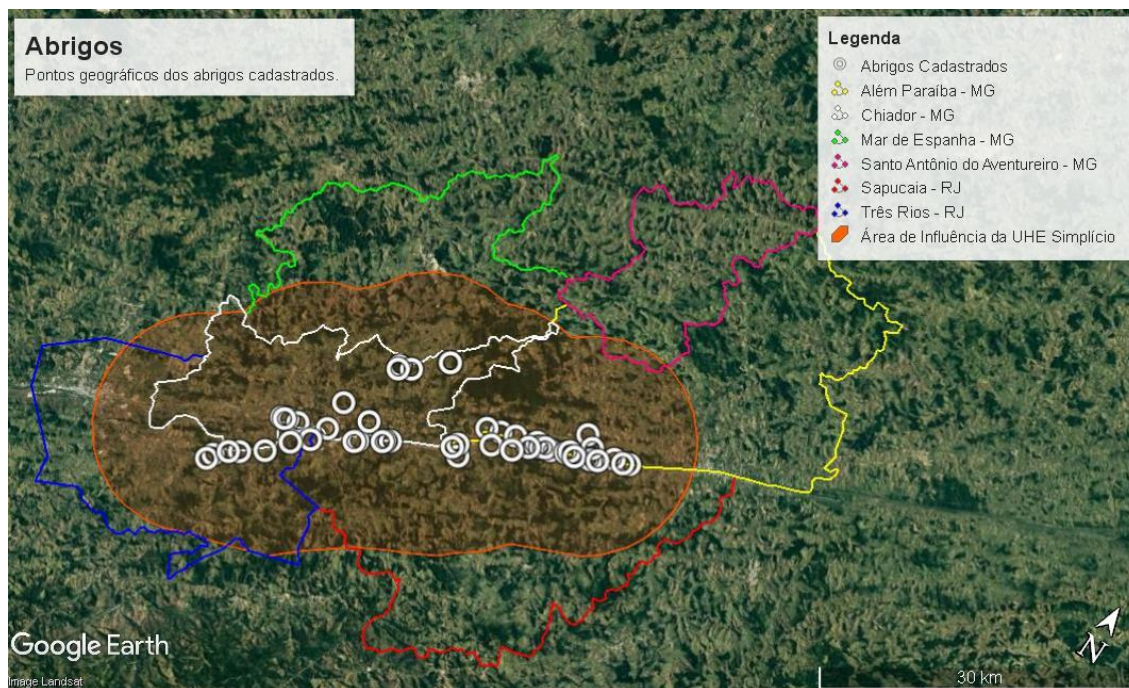 Abrigos
Pontos geográficos dos abrigos cadastrados.
Legenda
Abrigos Cadastrados
Além Paraíba - MG
Chiador - MG
Mar de Espanha - MG
Santo Antônio do Aventureiro - MG
Sapucaia - RJ
Três Rios - RJ
Área de Influência da UHE Simplício
Google Earth
Image Landsat
N
30 km